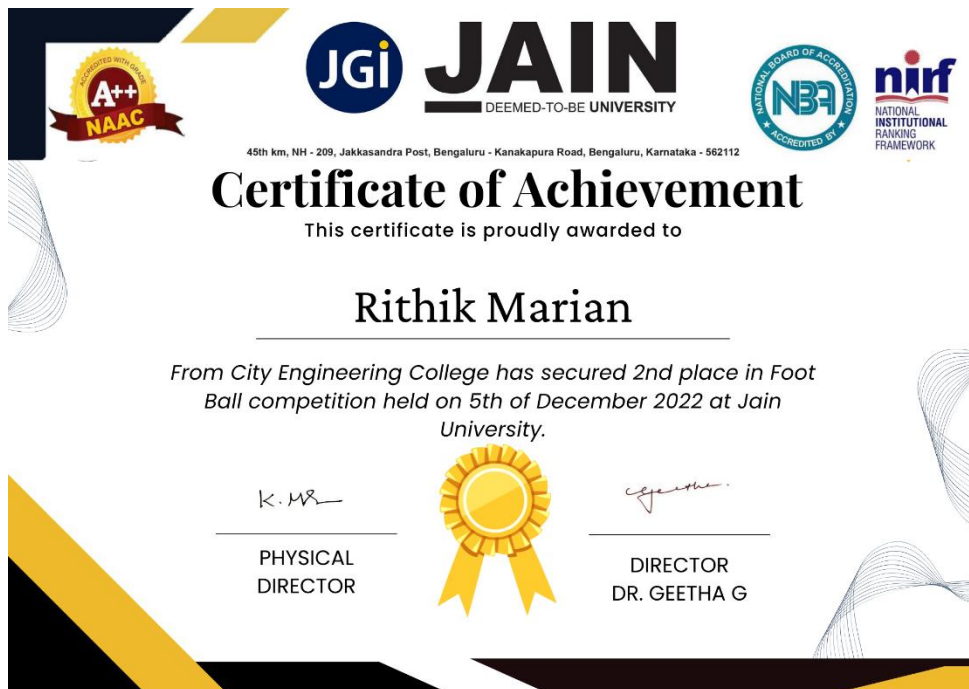 ACCREDITED WITH GRADE
A++
NAAC
JGi
JAIN
DEEMED-TO-BE UNIVERSITY
NATIONAL BOARD OF ACCREDITATION
NBA
ACCREDITED BY
nirf
NATIONAL
INSTITUTIONAL
RANKING
FRAMEWORK
45th km, NH - 209, Jakkasandra Post, Bengaluru - Kanakapura Road, Bengaluru, Karnataka - 562112
Certificate of Achievement
This certificate is proudly awarded to
Rithik Marian
From City Engineering College has secured 2nd place in Foot
Ball competition held on 5th of December 2022 at Jain
University.
Geetha.
PHYSICAL
DIRECTOR
DIRECTOR
DR. GEETHA G